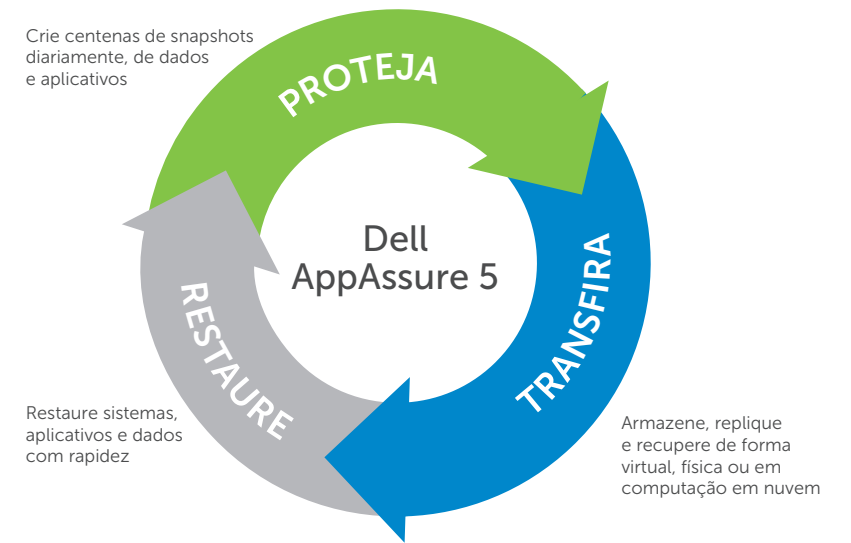 Crie centenas de snapshots
diariamente, de dados
e aplicativos
PROTEJA
Dell
AppAssure 5
TRANSFIRA
RESTAURE
Restaure sistemas,
aplicativos e dados
com rapidez
Armazene, replique
e recupere de forma
virtual, física ou em
computação em nuvem